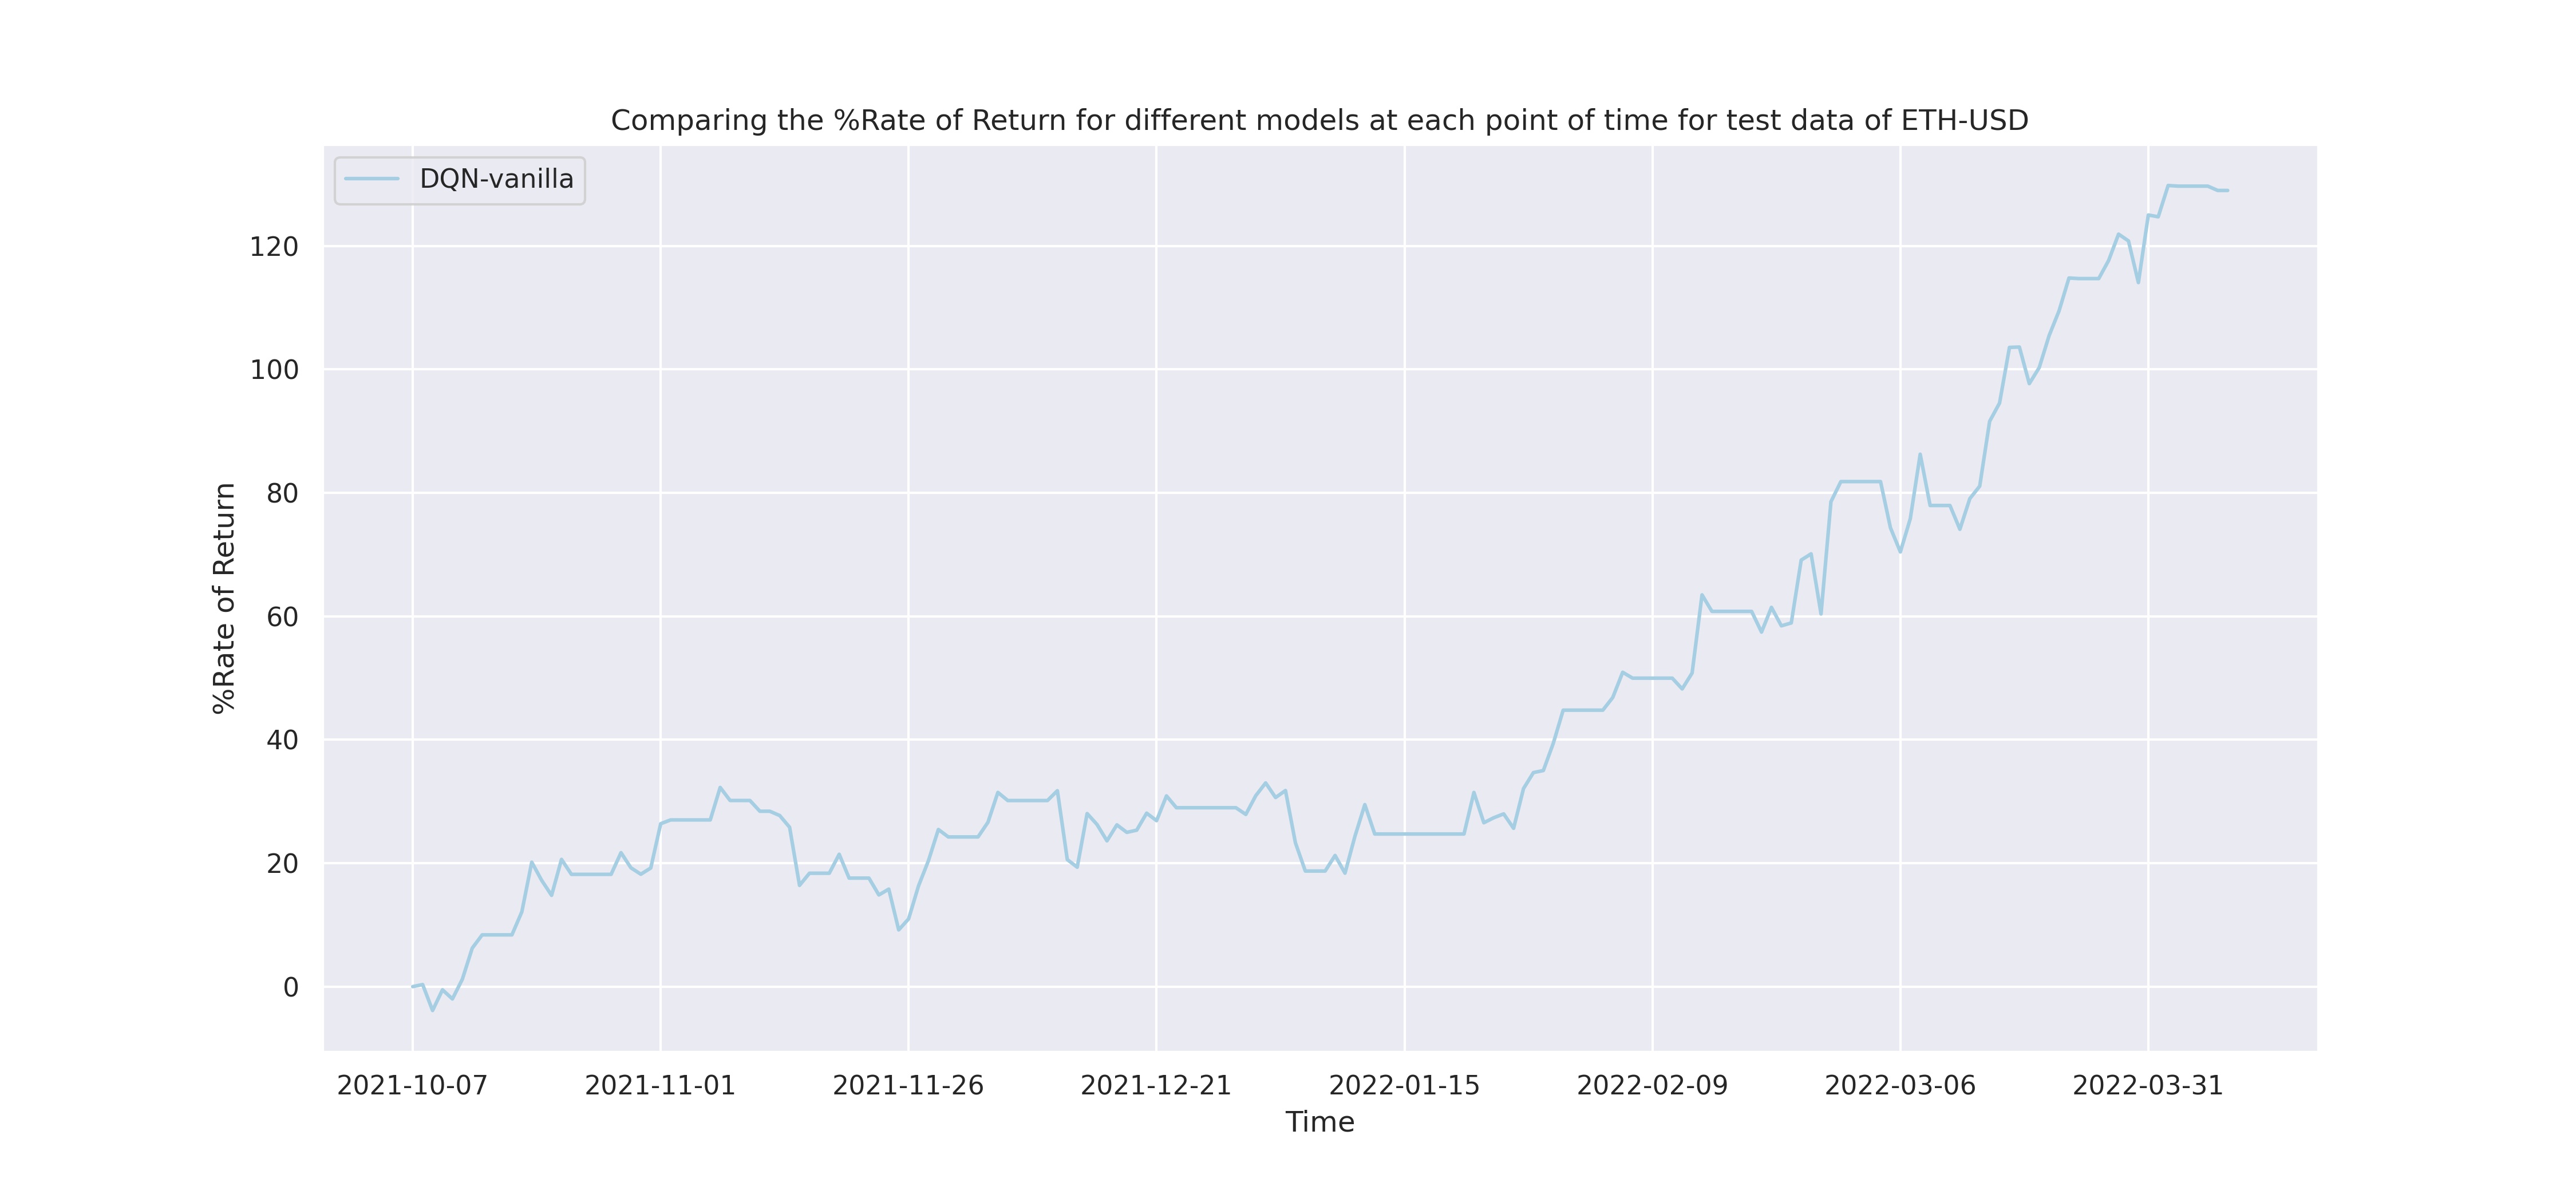 Comparing the %Rate of Return for different models at each point of time for test data of ETH-USD
DQN-vanilla
120
100
80
60
40
20
0
%Rate of Return
2021-10-07 2021-11-01 2021-11-26 2021-12-21 2022-01-15 2022-02-09 2022-03-06 2022-03-31
Time